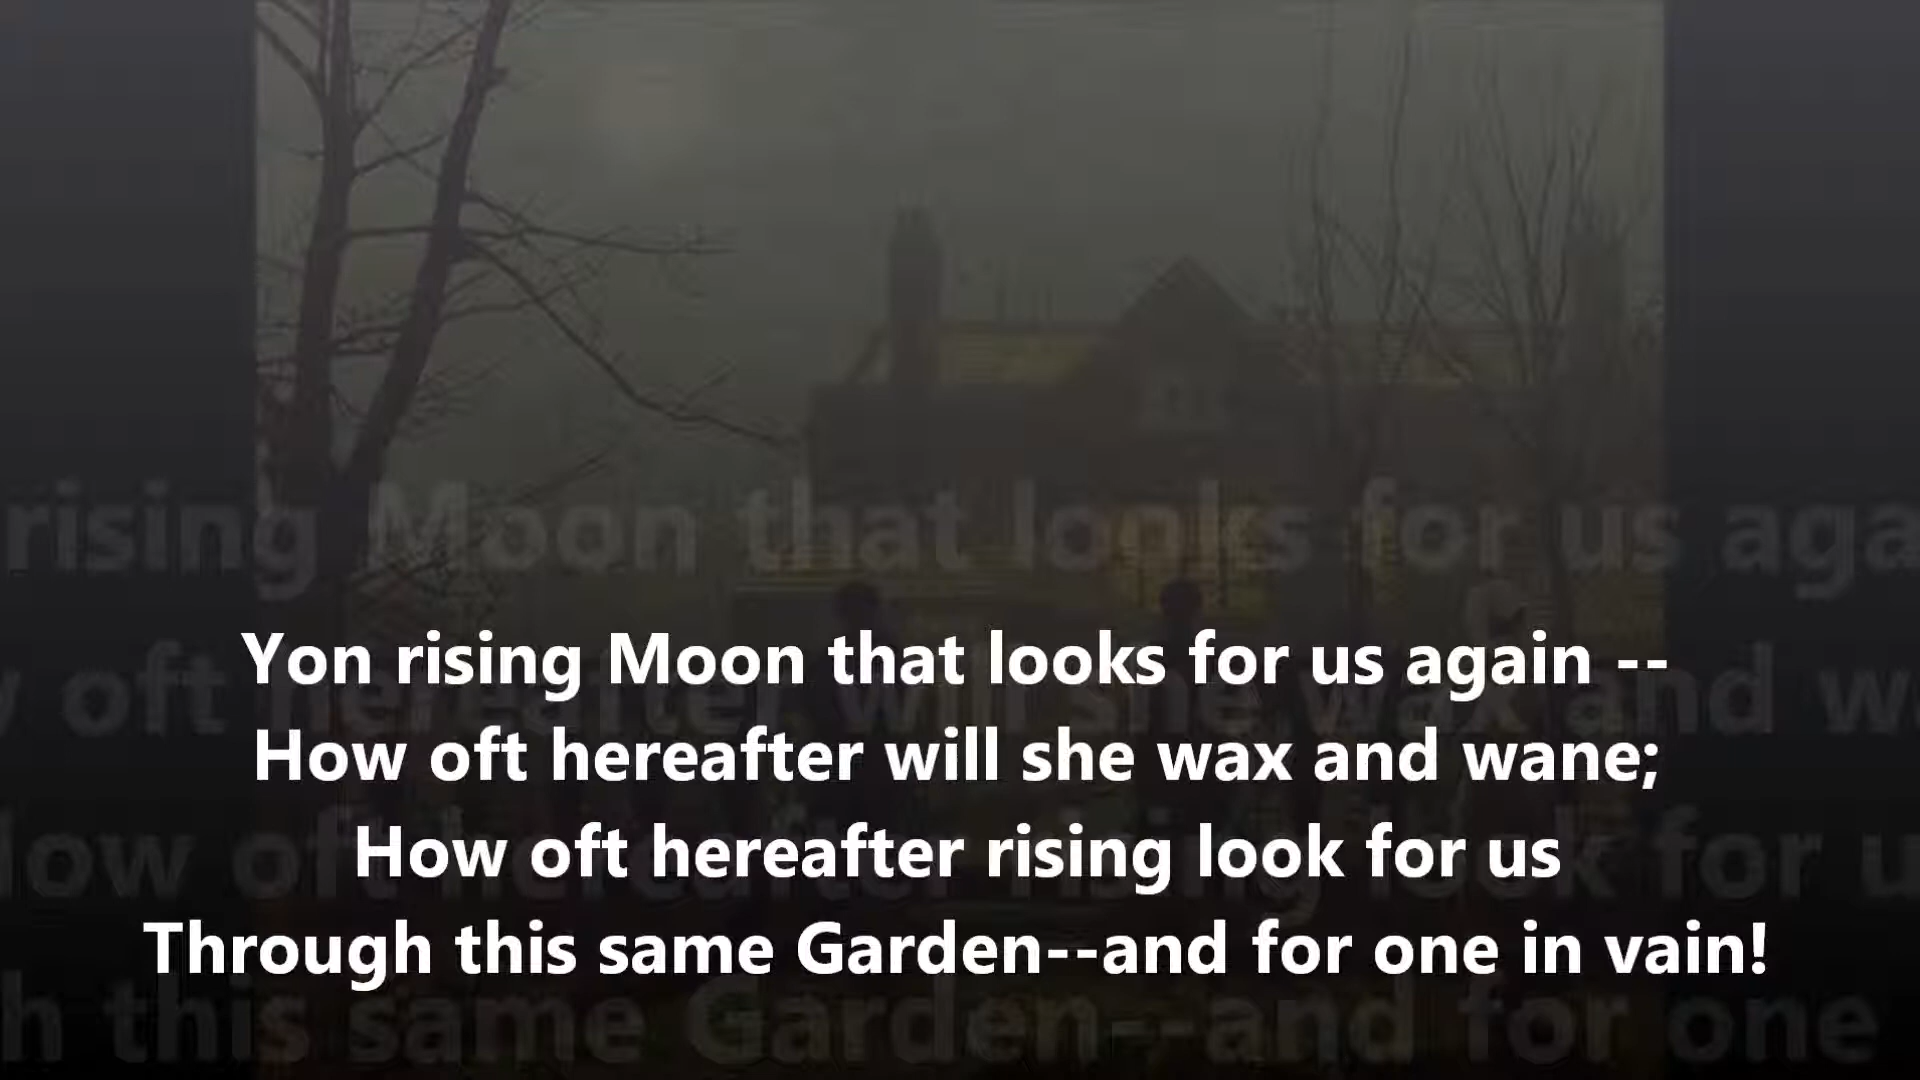 Yon rising Moon that looks for us again --
How oft hereafter will she wax and wane;
How oft hereafter rising look for us
Through this same Garden--and for one in vain!